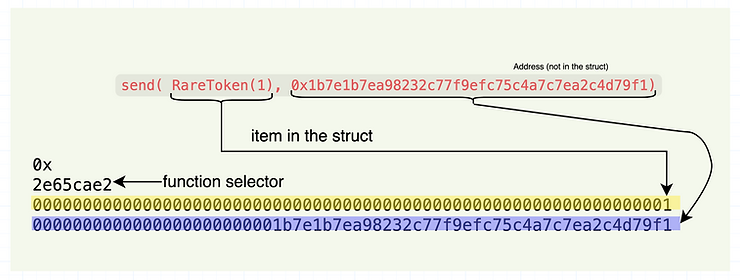 Address (not in the struct)
send( RareToken(1), 0x1b7e1b7ea98232c77f9efc75c4a7c7ea2c4d79f1)
item in the struct
0x
2e65cae2
function selector
0000000000000000000000000000000000000000000000000000000000000001
0000000000000000000000001b7e1b7ea98232c77f9efc75c4a7c7ea2c4d79f1